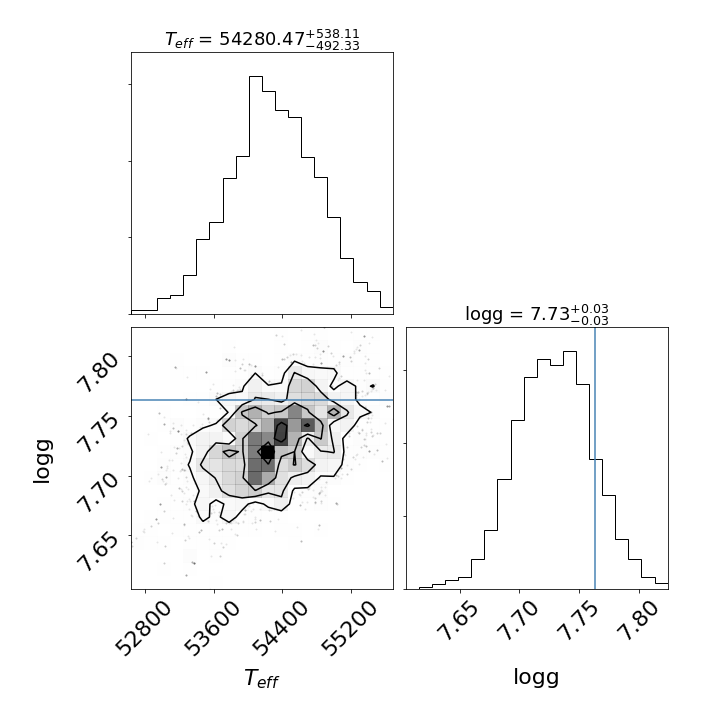 T_eff = 54280.47^{+538.11}_{-492.33}
logg = 7.73^{+0.03}_{-0.03}
7.80
7.75
7.70
7.65
logg
52800 53600 54400 55200
7.65 7.70 7.75 7.80
T_eff
logg